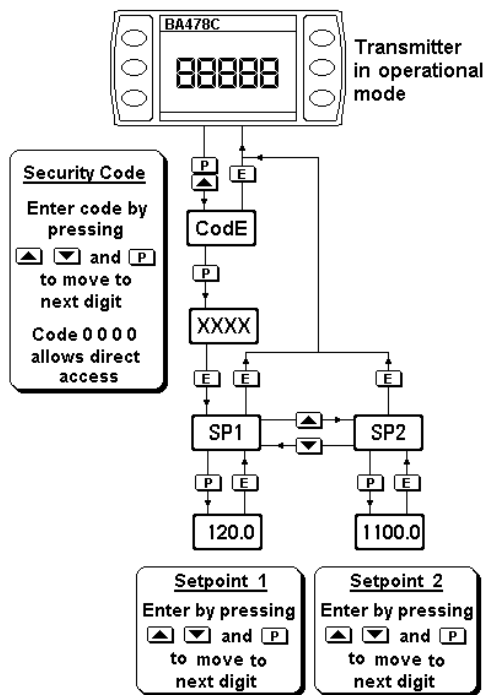 BA478C
88888
Transmitter
in operational
mode
P
▲
E
Security Code
Enter code by
pressing
▲ ▼ and P
to move to
next digit
Code 0 0 0 0
allows direct
access
CodE
P
XXXX
E E E
SP1 ▲ ▼ SP2
P E P E
120.0 1100.0
Setpoint 1
Enter by pressing
▲ ▼ and P
to move to
next digit
Setpoint 2
Enter by pressing
▲ ▼ and P
to move to
next digit